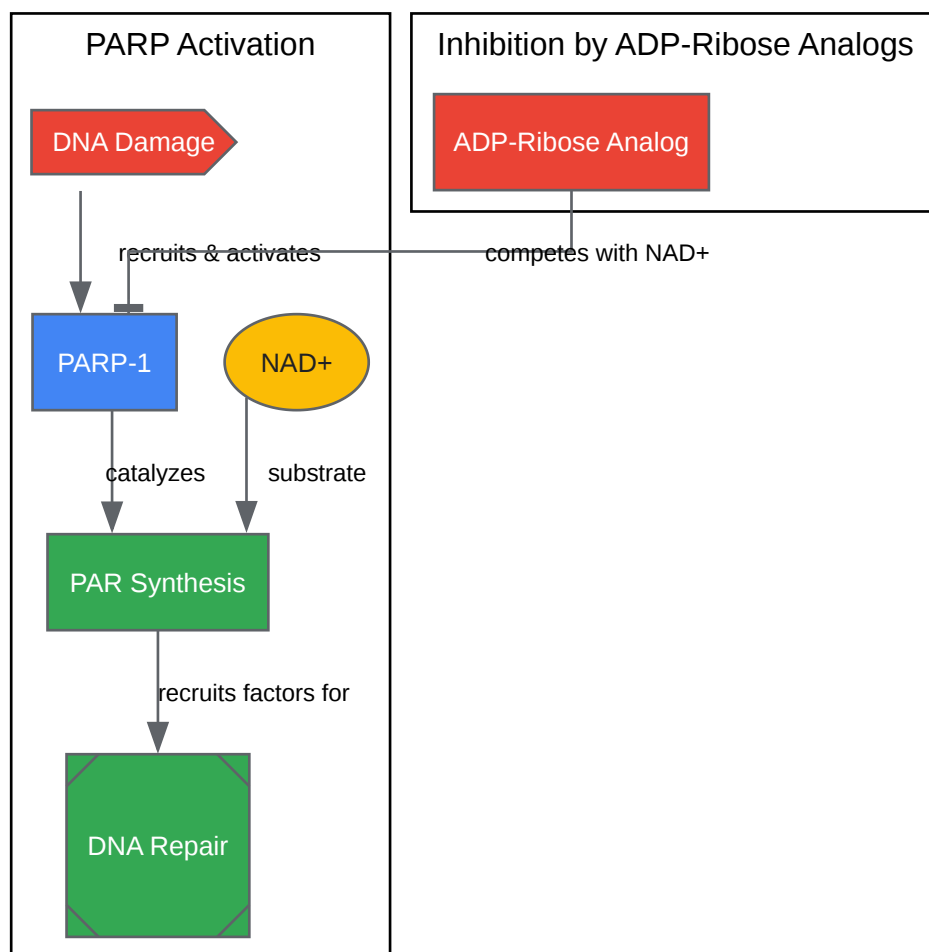 PARP Activation
Inhibition by ADP-Ribose Analogs
DNA Damage
ADP-Ribose Analog
recruits & activates
competes with NAD+
PARP-1
NAD+
catalyzes
substrate
PAR Synthesis
recruits factors for
DNA Repair